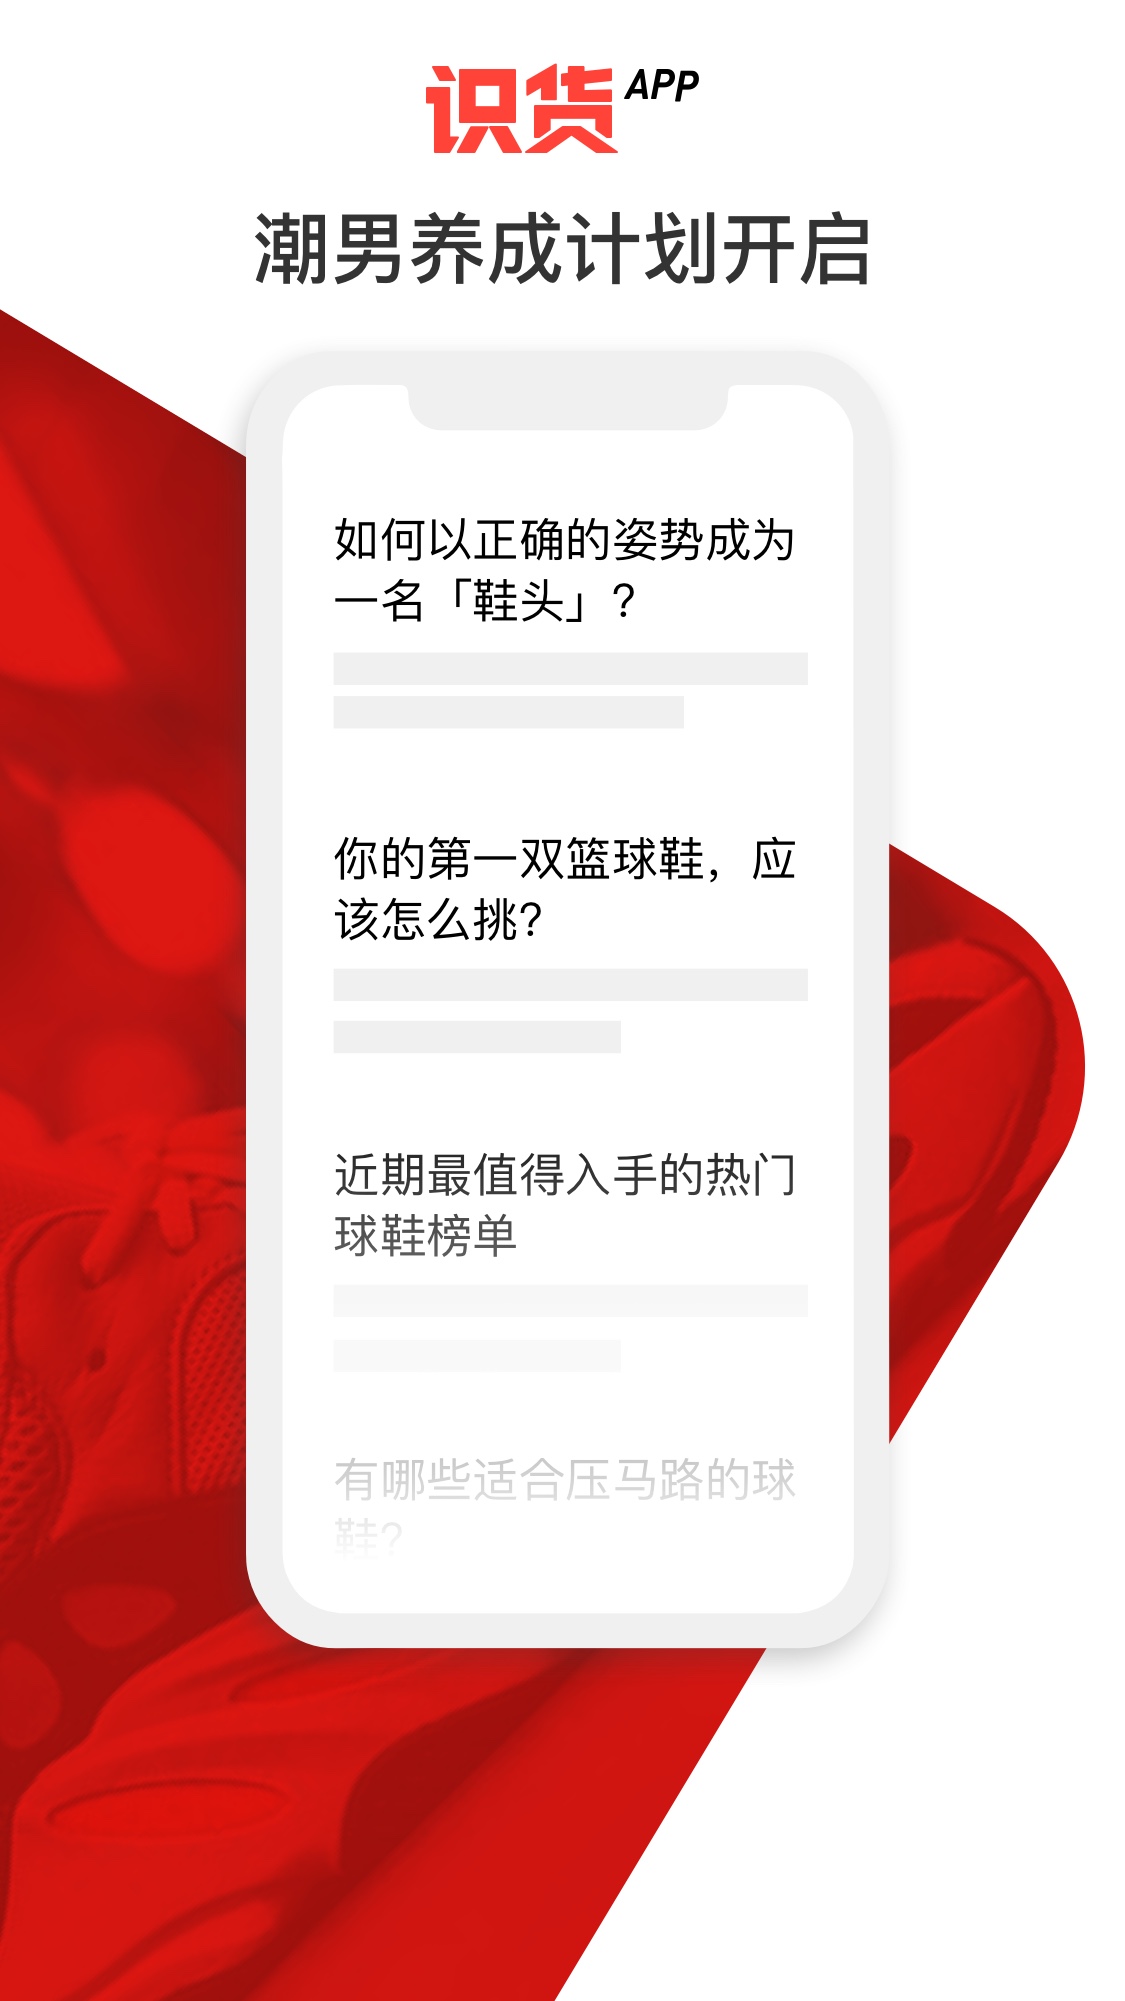 识货APP
潮男养成计划开启
如何以正确的姿势成为
一名「鞋头」?
你的第一双篮球鞋，应
该怎么挑?
近期最值得入手的热门
球鞋榜单
有哪些适合压马路的球
鞋?